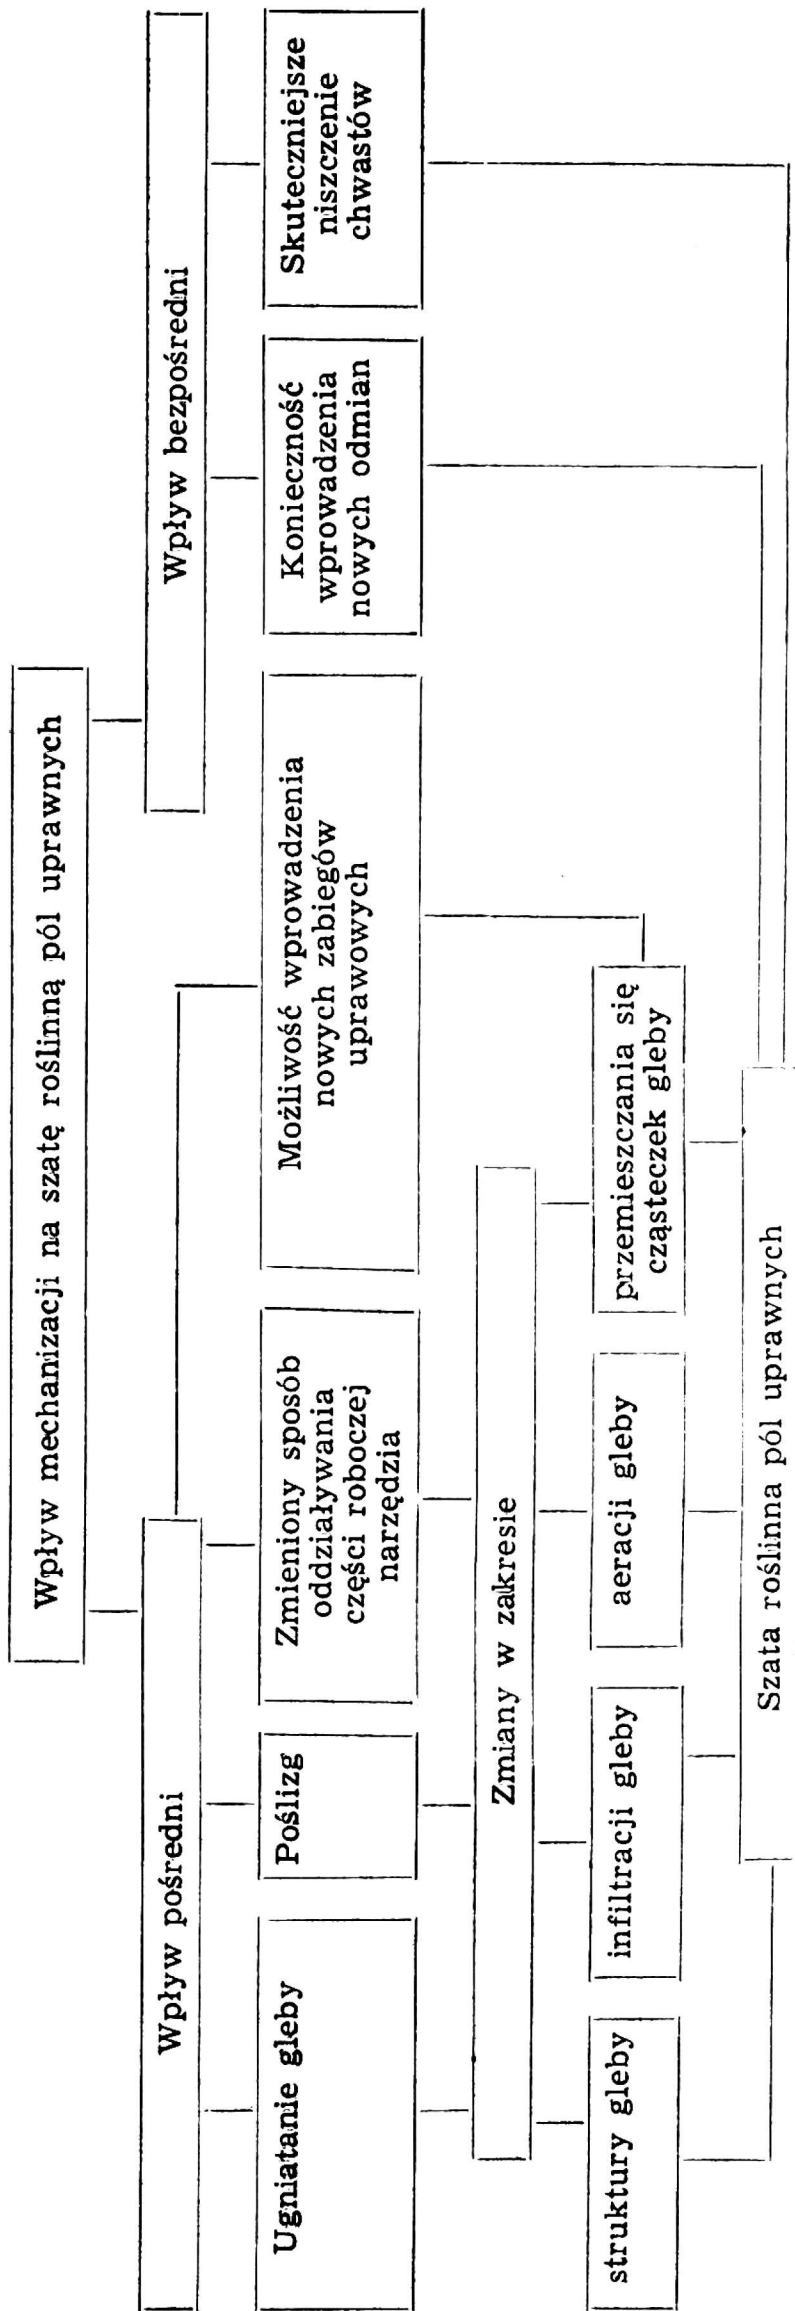 Wpływ mechanizacji na szatę roślinną pól uprawnych
Wpływ pośredni
Wpływ bezpośredni
Ugniatanie gleby
Poślizg
Zmieniony sposób
oddziaływania
części roboczej
narzędzia
Możliwość wprowadzenia
nowych zabiegów
uprawowych
Konieczność
wprowadzenia
nowych odmian
Skuteczniejsze
niszczenie
chwastów
Zmiany w zakresie
struktury gleby
infiltracji gleby
aeracji gleby
przemieszczania się
cząsteczek gleby
Szata roślinna pól uprawnych